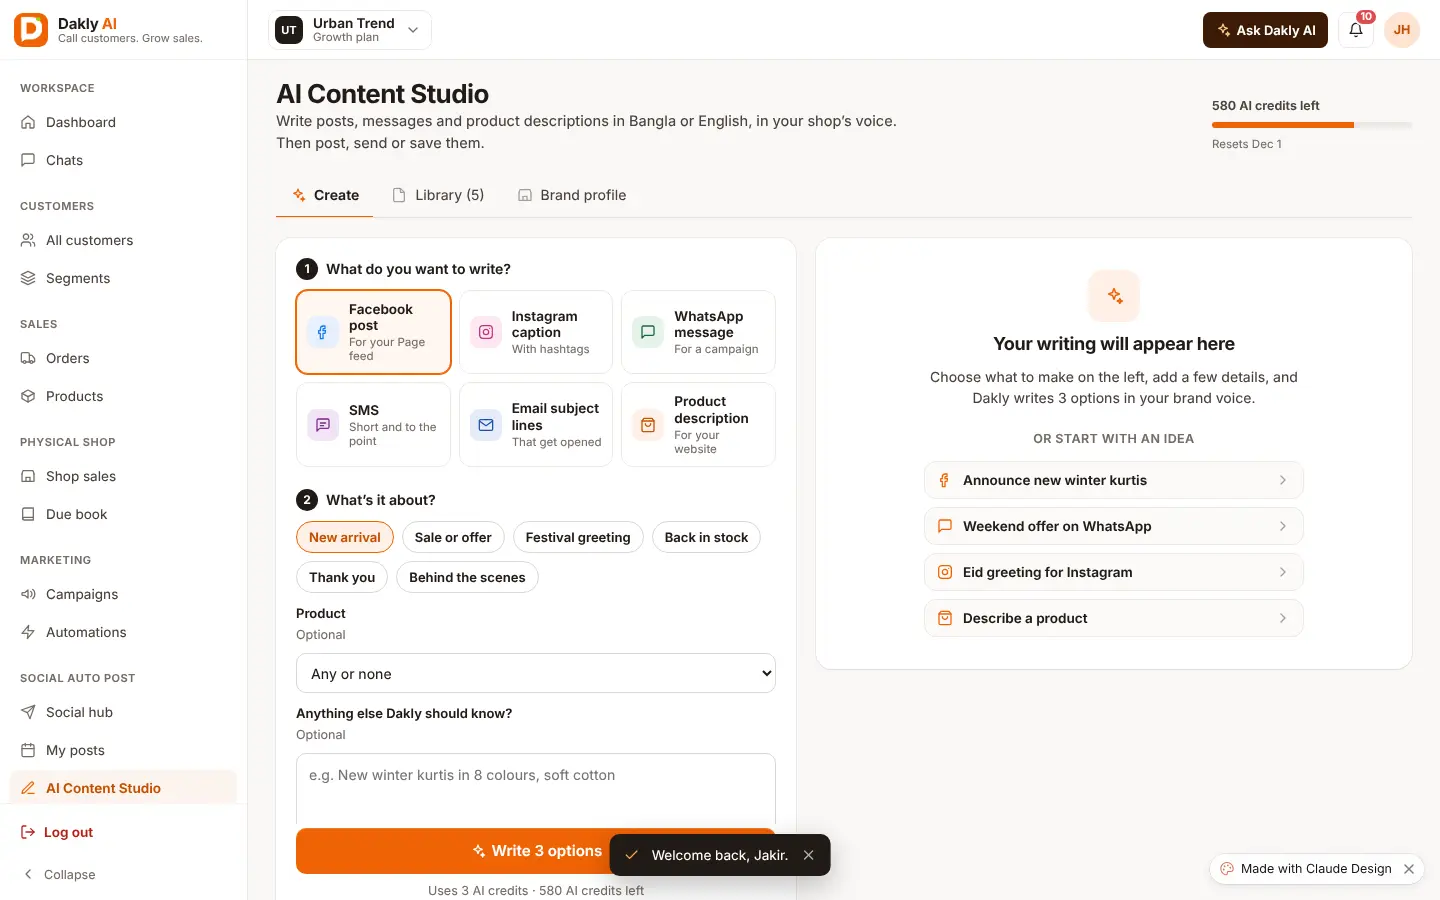 Dakly AI
Call customers. Grow sales.
UT
Urban Trend
Growth plan
Ask Dakly AI
10
JH
WORKSPACE
Dashboard
Chats
CUSTOMERS
All customers
Segments
SALES
Orders
Products
PHYSICAL SHOP
Shop sales
Due book
MARKETING
Campaigns
Automations
SOCIAL AUTO POST
Social hub
My posts
AI Content Studio
Log out
Collapse
AI Content Studio
Write posts, messages and product descriptions in Bangla or English, in your shop’s voice.
Then post, send or save them.
580 AI credits left
Resets Dec 1
Create
Library (5)
Brand profile
1 What do you want to write?
Facebook
post
For your Page
feed
Instagram
caption
With hashtags
WhatsApp
message
For a campaign
SMS
Short and to the
point
Email subject
lines
That get opened
Product
description
For your
website
2 What’s it about?
New arrival
Sale or offer
Festival greeting
Back in stock
Thank you
Behind the scenes
Product
Optional
Any or none
Anything else Dakly should know?
Optional
e.g. New winter kurtis in 8 colours, soft cotton
Write 3 options
Uses 3 AI credits · 580 AI credits left
Your writing will appear here
Choose what to make on the left, add a few details, and
Dakly writes 3 options in your brand voice.
OR START WITH AN IDEA
Announce new winter kurtis
Weekend offer on WhatsApp
Eid greeting for Instagram
Describe a product
Welcome back, Jakir.
Made with Claude Design